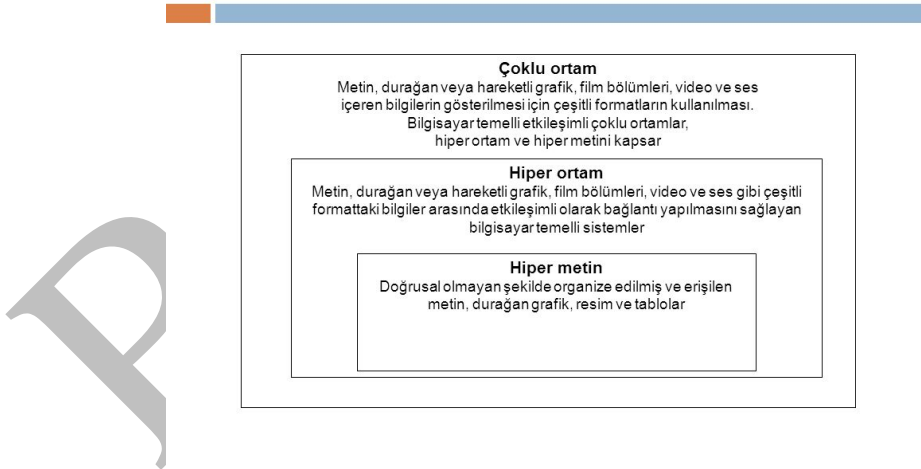 Çoklu ortam
Metin, durağan veya hareketli grafik, film bölümleri, video ve ses
içeren bilgilerin gösterilmesi için çeşitli formatların kullanılması.
Bilgisayar temelli etkileşimli çoklu ortamlar,
hiper ortam ve hiper metini kapsar
Hiper ortam
Metin, durağan veya hareketli grafik, film bölümleri, video ve ses gibi çeşitli
formattaki bilgiler arasında etkileşimli olarak bağlantı yapılmasını sağlayan
bilgisayar temelli sistemler
Hiper metin
Doğrusal olmayan şekilde organize edilmiş ve erişilen
metin, durağan grafik, resim ve tablolar